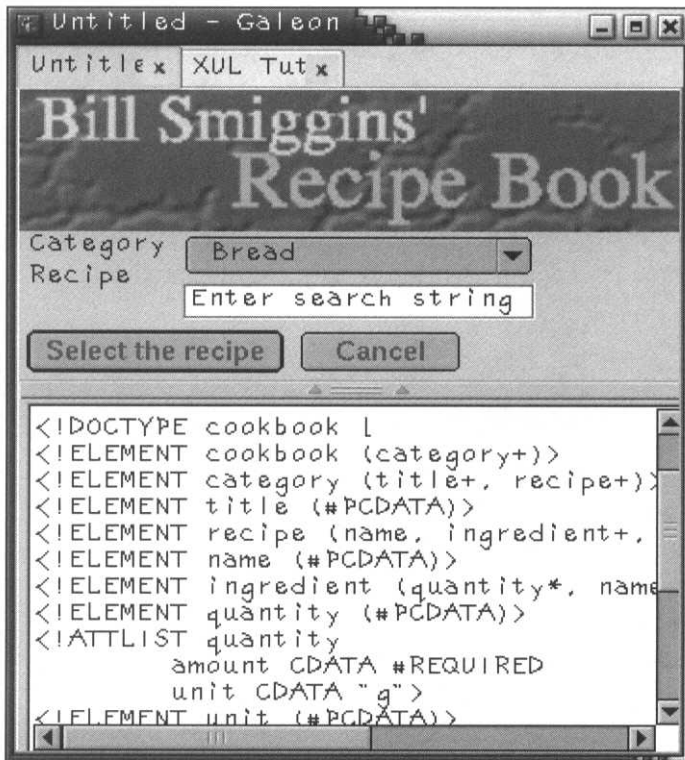 Untitled - Galeon
Untitle x XUL Tut x
Bill Smiggins'
Recipe Book
Category
Bread
Recipe
Enter search string
Select the recipe Cancel
<!DOCTYPE cookbook [
<!ELEMENT cookbook (category+)>
<!ELEMENT category (title+, recipe+)>
<!ELEMENT title (#PCDATA)>
<!ELEMENT recipe (name, ingredient+,
<!ELEMENT name (#PCDATA)>
<!ELEMENT ingredient (quantity*, name
<!ELEMENT quantity (#PCDATA)>
<!ATTLIST quantity
amount CDATA #REQUIRED
unit CDATA "g">
<!ELEMENT unit (#PCDATA)>